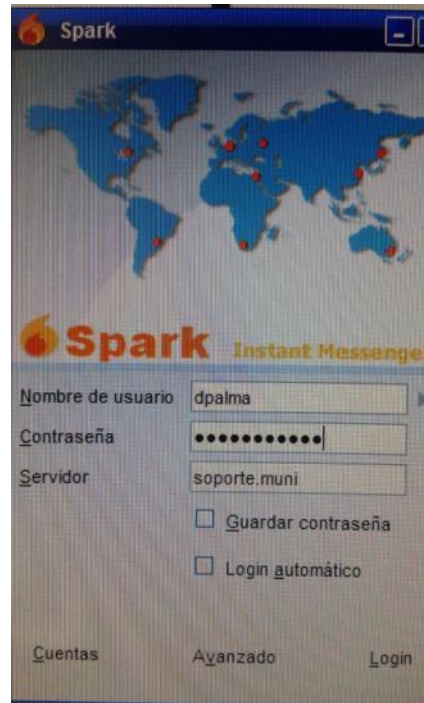 Spark
Spark Instant Messenge
Nombre de usuario dpalma
Contraseña ●●●●●●●●●●●
Servidor soporte.muni
Guardar contraseña
Login automático
Cuentas Avanzado Login